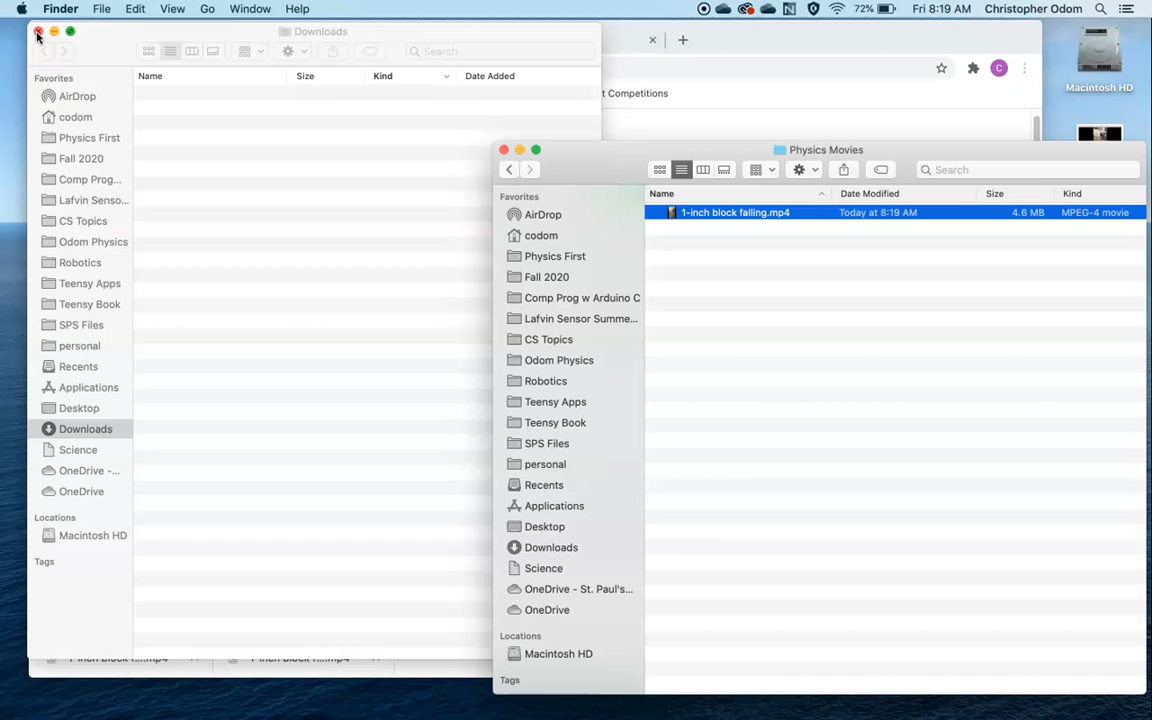 Finder File Edit View Go Window Help
72% Fri 8:19 AM Christopher Odom
Downloads
Search
Favorites
AirDrop
codom
Physics First
Fall 2020
Comp Prog...
Lafvin Senso...
CS Topics
Odom Physics
Robotics
Teensy Apps
Teensy Book
SPS Files
personal
Recents
Applications
Desktop
Downloads
Science
OneDrive -...
OneDrive
Locations
Macintosh HD
Tags
Name Size Kind Date Added
t Competitions
C
Macintosh HD
Physics Movies
Search
Favorites
AirDrop
codom
Physics First
Fall 2020
Comp Prog w Arduino C
Lafvin Sensor Summe...
CS Topics
Odom Physics
Robotics
Teensy Apps
Teensy Book
SPS Files
personal
Recents
Applications
Desktop
Downloads
Science
OneDrive - St. Paul's...
OneDrive
Locations
Macintosh HD
Tags
Name Date Modified Size Kind
1-inch block falling.mp4 Today at 8:19 AM 4.6 MB MPEG-4 movie